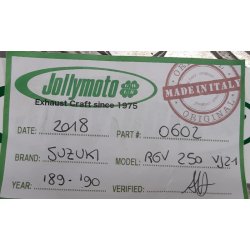 Jollymoto
Exhaust Craft since 1975
MADE IN ITALY
ORIGINAL
DATE: 2018 PART#: 0602
BRAND: SUZUKI MODEL: RGV 250 VJ21
YEAR: '89-'90 VERIFIED: